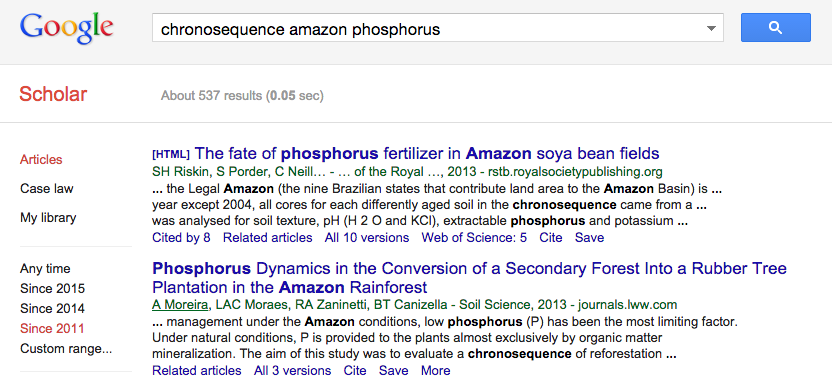 Google
chronosequence amazon phosphorus
Scholar
About 537 results (0.05 sec)
Articles
Case law
My library
Any time
Since 2015
Since 2014
Since 2011
Custom range...
[HTML] The fate of phosphorus fertilizer in Amazon soya bean fields
SH Riskin, S Porder, C Neill… - … of the Royal …, 2013 - rstb.royalsocietypublishing.org
... the Legal Amazon (the nine Brazilian states that contribute land area to the Amazon Basin) is ...
year except 2004, all cores for each differently aged soil in the chronosequence came from a ...
was analysed for soil texture, pH (H 2 O and KCl), extractable phosphorus and potassium ...
Cited by 8 Related articles All 10 versions Web of Science: 5 Cite Save
Phosphorus Dynamics in the Conversion of a Secondary Forest Into a Rubber Tree
Plantation in the Amazon Rainforest
A Moreira, LAC Moraes, RA Zaninetti, BT Canizella - Soil Science, 2013 - journals.lww.com
... management under the Amazon conditions, low phosphorus (P) has been the most limiting factor.
Under natural conditions, P is provided to the plants almost exclusively by organic matter
mineralization. The aim of this study was to evaluate a chronosequence of reforestation ...
Related articles All 3 versions Cite Save More